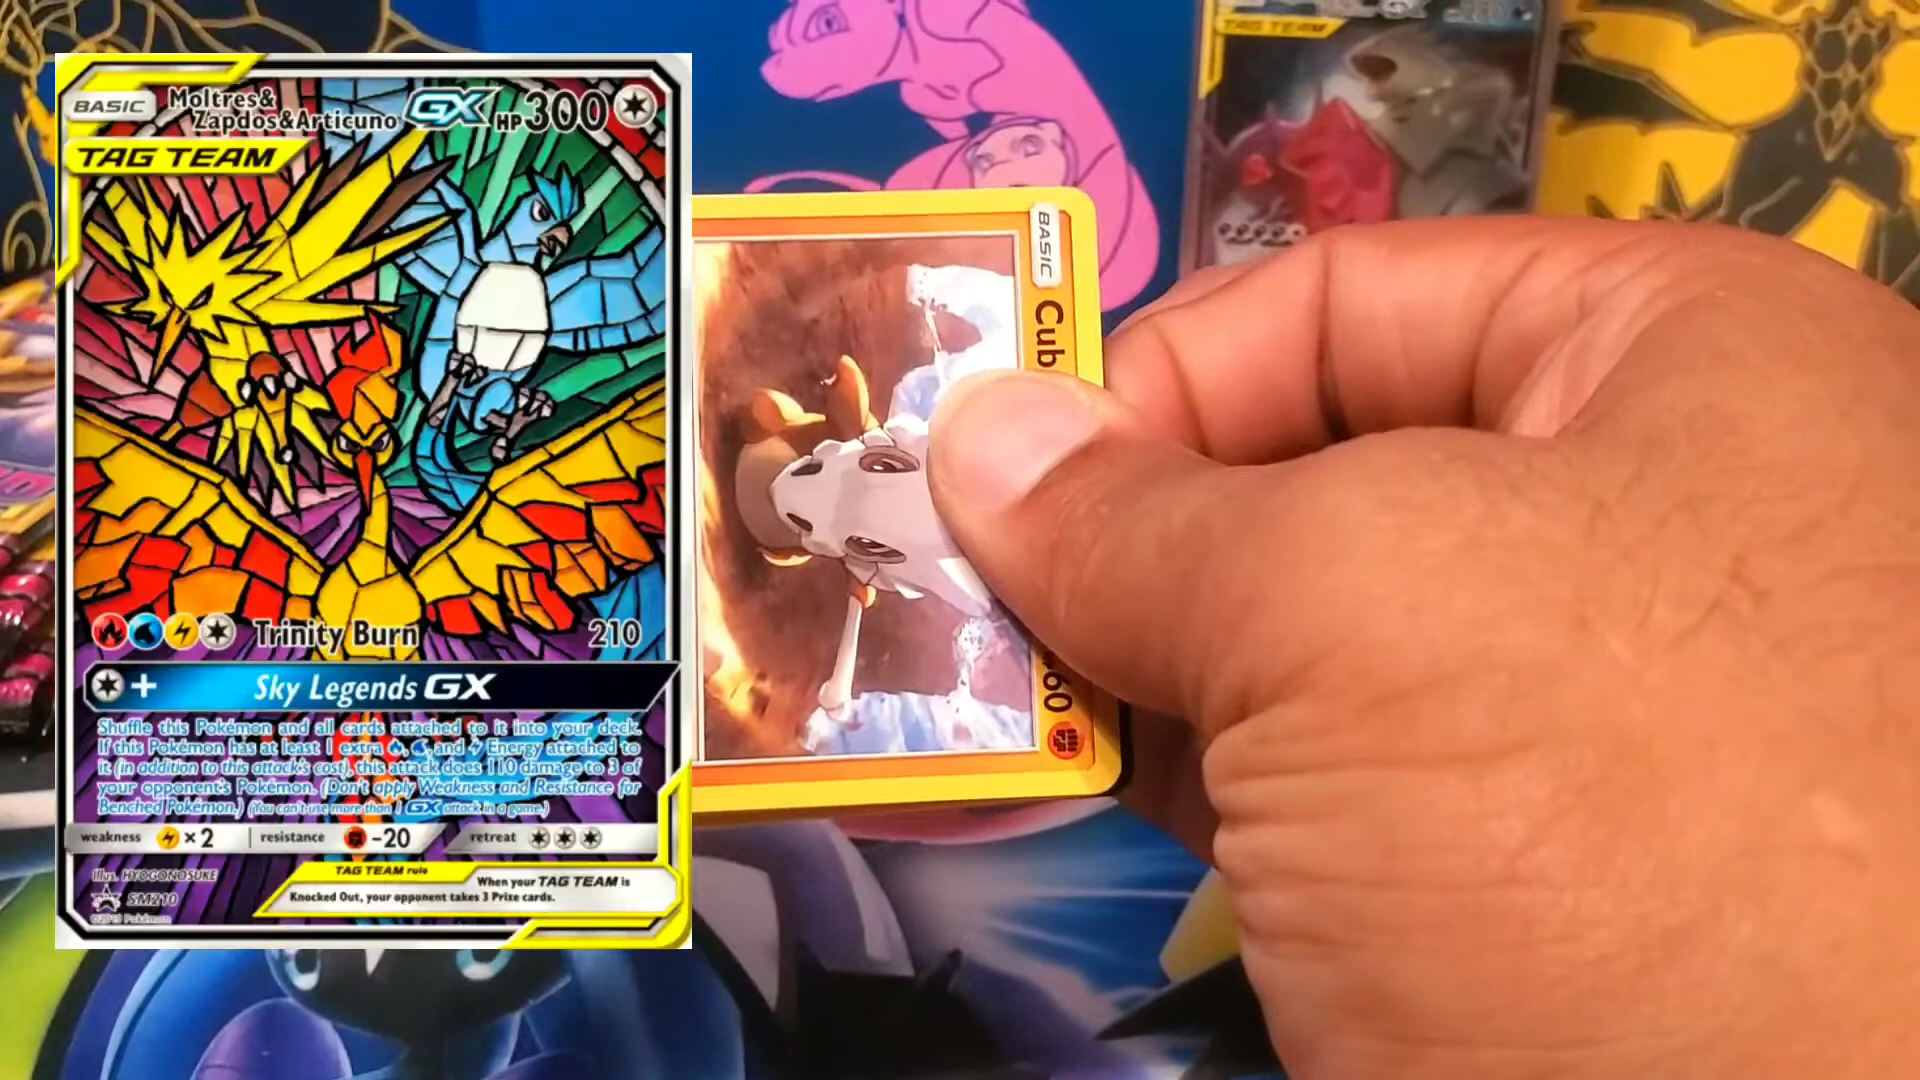 BASIC
Moltres&
Zapdos&Articuno GX HP300
TAG TEAM
Trinity Burn 210
+ Sky Legends GX
Shuffle this Pokémon and all cards attached to it into your deck.
If this Pokémon has at least 1 extra , , and Energy attached to
it (in addition to this attack's cost), this attack does 110 damage to 3 of
your opponent's Pokémon. (Don't apply Weakness and Resistance for
Benched Pokémon.) (You can't use more than 1 GX attack in a game.)
weakness ×2 resistance -20 retreat
Illus. HYOGONOSUKE
TAG TEAM rule
When your TAG TEAM is
Knocked Out, your opponent takes 3 Prize cards.
SM210
©2019 Pokémon
BASIC
Cub
60
TAG TEAM
GX